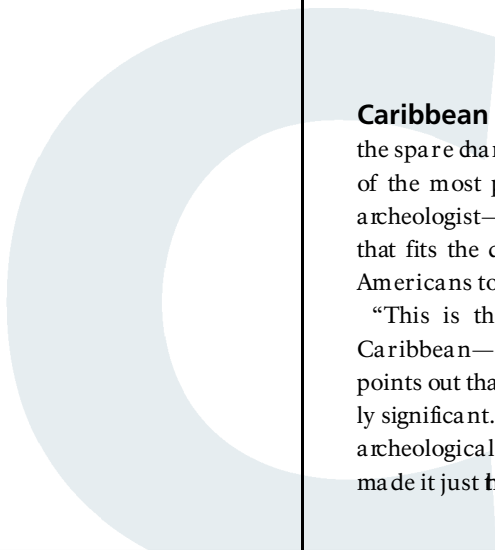 C
Caribbean
the spare
of the most
archeologist—
that fits the
Americans to
“This is
Caribbean—
points out
ly significant.
archeological
made it just